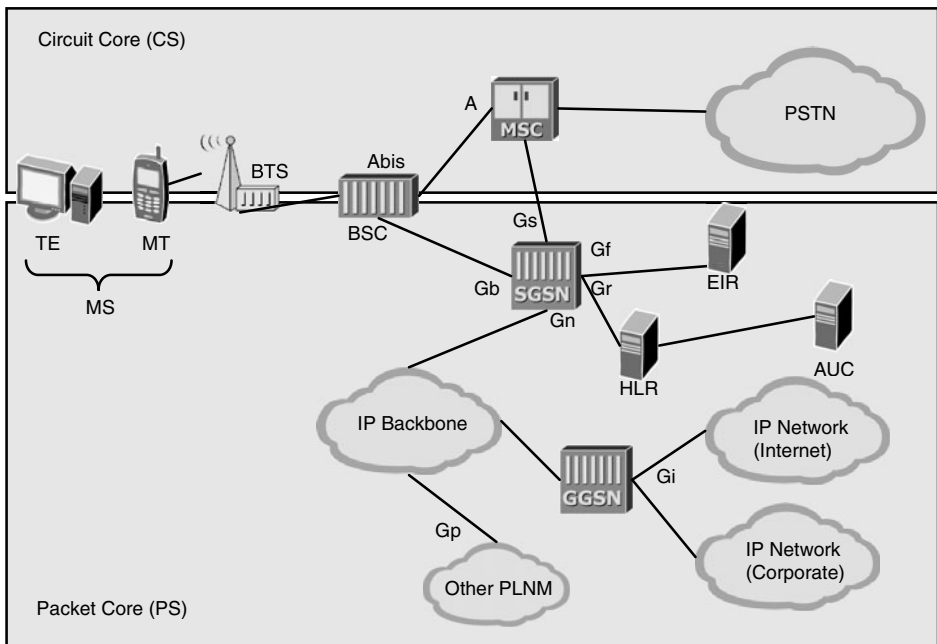 Circuit Core (CS)
A
MSC
PSTN
Abis
BTS
BSC
TE
MT
MS
Gs
Gf
Gb
SGSN
Gr
EIR
Gn
HLR
AUC
IP Backbone
IP Network
(Internet)
GGSN
Gi
Gp
IP Network
(Corporate)
Other PLNM
Packet Core (PS)